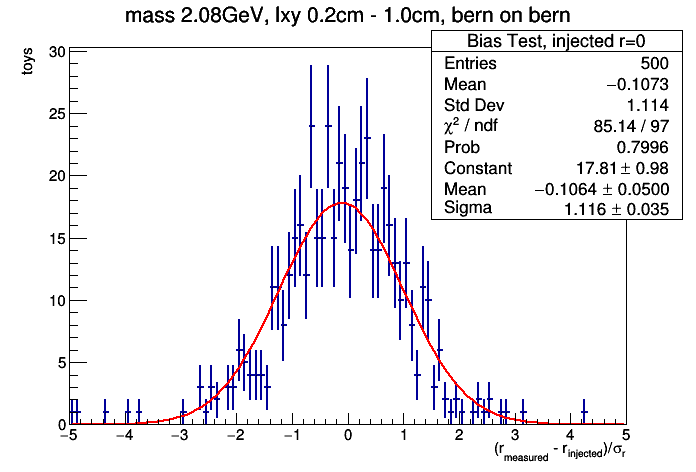 mass 2.08GeV, lxy 0.2cm - 1.0cm, bern on bern
toys
Bias Test, injected r=0
Entries 500
Mean −0.1073
Std Dev 1.114
χ² / ndf 85.14 / 97
Prob 0.7996
Constant 17.81 ± 0.98
Mean −0.1064 ± 0.0500
Sigma 1.116 ± 0.035
30
25
20
15
10
5
0
−5 −4 −3 −2 −1 0 1 2 3 4 5
(r_measured - r_injected)/σ_r